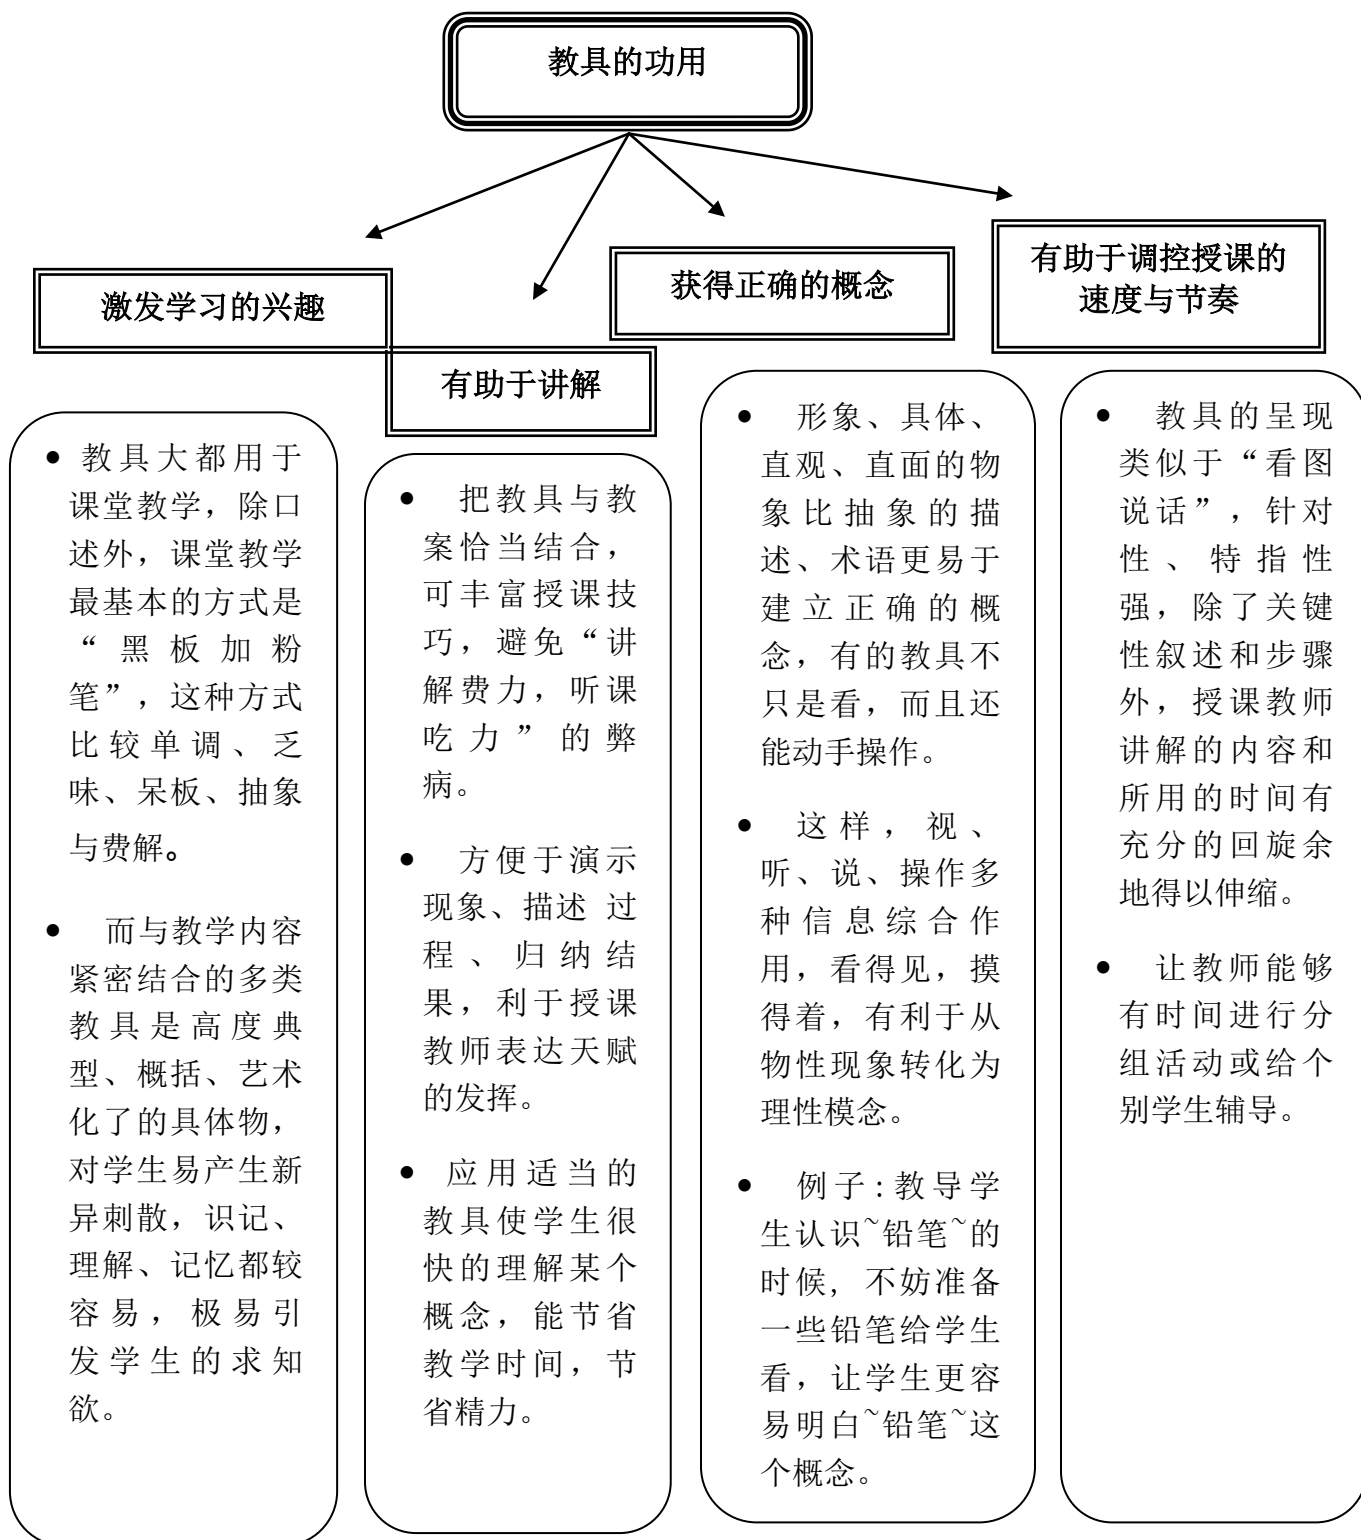 教具的功用
激发学习的兴趣
有助于讲解
获得正确的概念
有助于调控授课的
速度与节奏
• 教具大都用于
课堂教学，除口
述外，课堂教学
最基本的方式是
“黑板加粉
笔”，这种方式
比较单调、乏
味、呆板、抽象
与费解。
• 而与教学内容
紧密结合的多类
教具是高度典
型、概括、艺术
化了的具体物，
对学生易产生新
异刺散，识记、
理解、记忆都较
容易，极易引
发学生的求知
欲。
• 把教具与教
案恰当结合，
可丰富授课技
巧，避免“讲
解费力，听课
吃力”的弊
病。
• 方便于演示
现象、描述 过
程、归纳结
果，利于授课
教师表达天赋
的发挥。
• 应用适当的
教具使学生很
快的理解某个
概念，能节省
教学时间，节
省精力。
• 形象、具体、
直观、直面的物
象比抽象的描
述、术语更易于
建立正确的概
念，有的教具不
只是看，而且还
能动手操作。
• 这样，视、
听、说、操作多
种信息综合作
用，看得见，摸
得着，有利于从
物性现象转化为
理性模念。
• 例子:教导学
生认识~铅笔~的
时候, 不妨准备
一些铅笔给学生
看，让学生更容
易明白~铅笔~这
个概念。
• 教具的呈现
类似于“看图
说话”，针对
性、特指性
强，除了关键
性叙述和步骤
外，授课教师
讲解的内容和
所用的时间有
充分的回旋余
地得以伸缩。
• 让教师能够
有时间进行分
组活动或给个
别学生辅导。